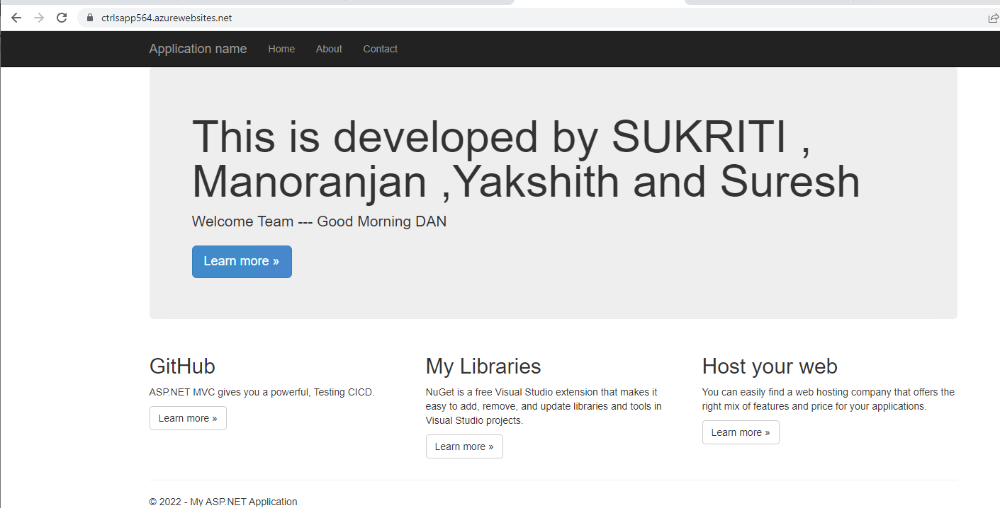 ctrlsapp564.azurewebsites.net
Application name Home About Contact
This is developed by SUKRITI ,
Manoranjan ,Yakshith and Suresh
Welcome Team --- Good Morning DAN
Learn more »
GitHub
ASP.NET MVC gives you a powerful, Testing CICD.
Learn more »
My Libraries
NuGet is a free Visual Studio extension that makes it
easy to add, remove, and update libraries and tools in
Visual Studio projects.
Learn more »
Host your web
You can easily find a web hosting company that offers the
right mix of features and price for your applications.
Learn more »
© 2022 - My ASP.NET Application